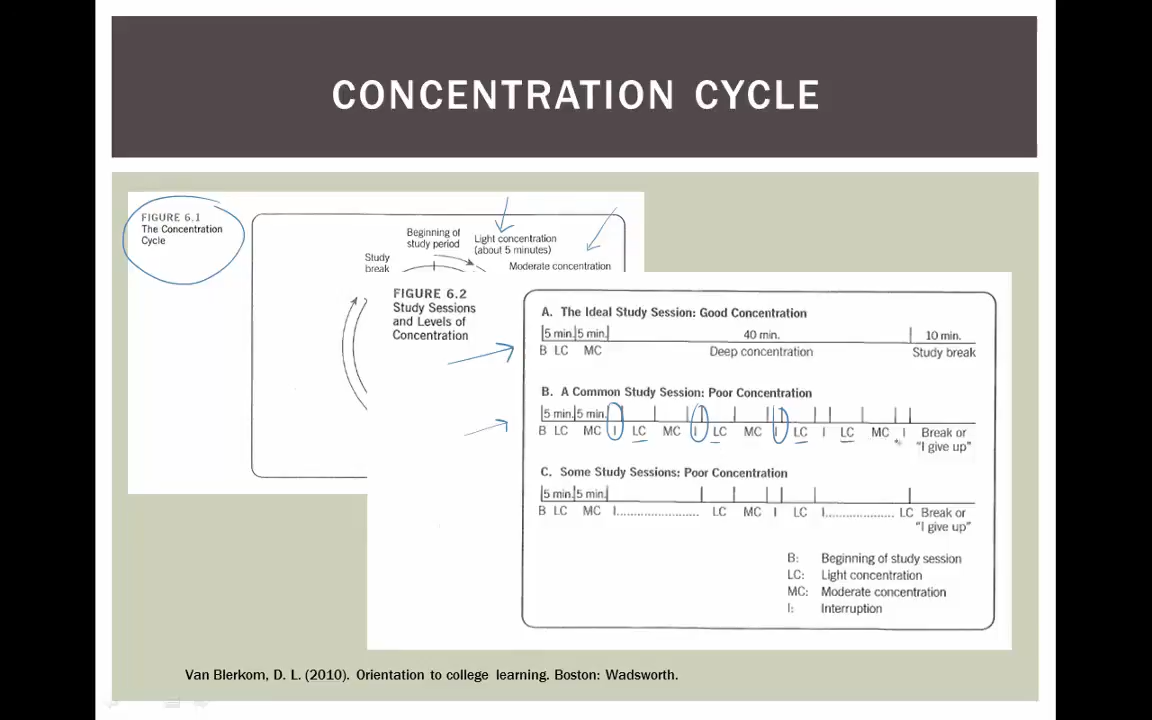 CONCENTRATION CYCLE
FIGURE 6.1
The Concentration
Cycle
Beginning of
study period
Light concentration
(about 5 minutes)
Study
break
Moderate concentration
FIGURE 6.2
Study Sessions
and Levels of
Concentration
A. The Ideal Study Session: Good Concentration
5 min. 5 min. 40 min. 10 min.
B LC MC Deep concentration Study break
B. A Common Study Session: Poor Concentration
5 min. 5 min.
B LC MC I LC MC I LC MC I LC I LC MC I Break or
"I give up"
C. Some Study Sessions: Poor Concentration
5 min. 5 min.
B LC MC I........................ LC MC I LC I.................... LC Break or
"I give up"
B: Beginning of study session
LC: Light concentration
MC: Moderate concentration
I: Interruption
Van Blerkom, D. L. (2010). Orientation to college learning. Boston: Wadsworth.